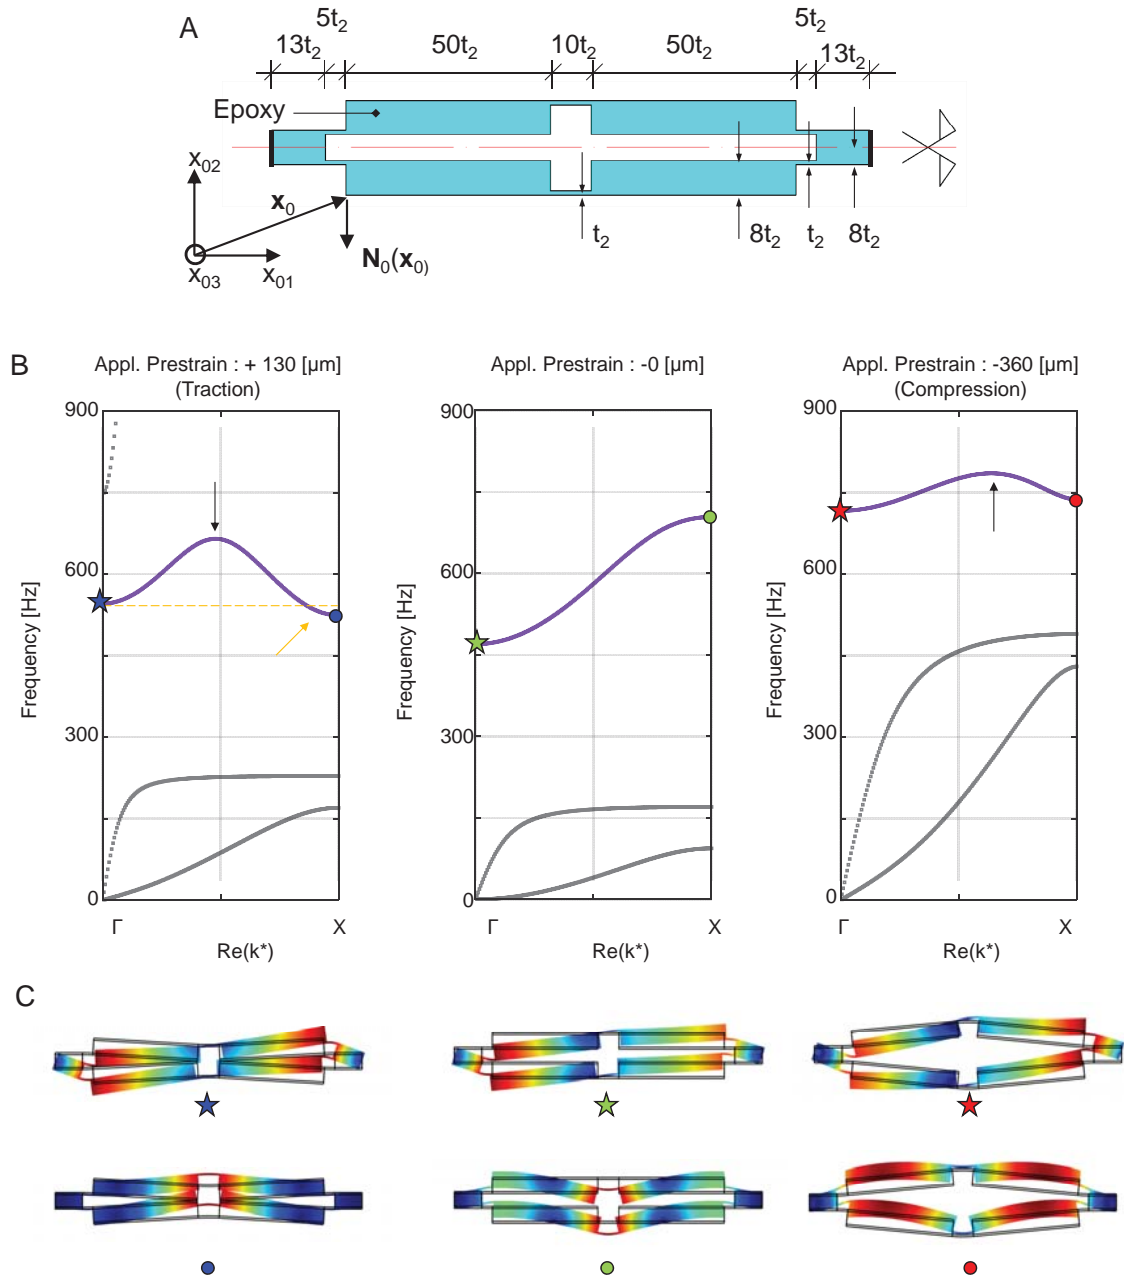 A
5t2 5t2
13t2 50t2 10t2 50t2 13t2
Epoxy
x02
x0
t2 8t2 t2 8t2
N0(x0)
x03 x01
B
Appl. Prestrain : + 130 [µm]
(Traction)
900
600
300
0
Frequency [Hz]
Γ X
Re(k*)
Appl. Prestrain : -0 [µm]
900
600
300
0
Frequency [Hz]
Γ X
Re(k*)
Appl. Prestrain : -360 [µm]
(Compression)
900
600
300
0
Frequency [Hz]
Γ X
Re(k*)
C